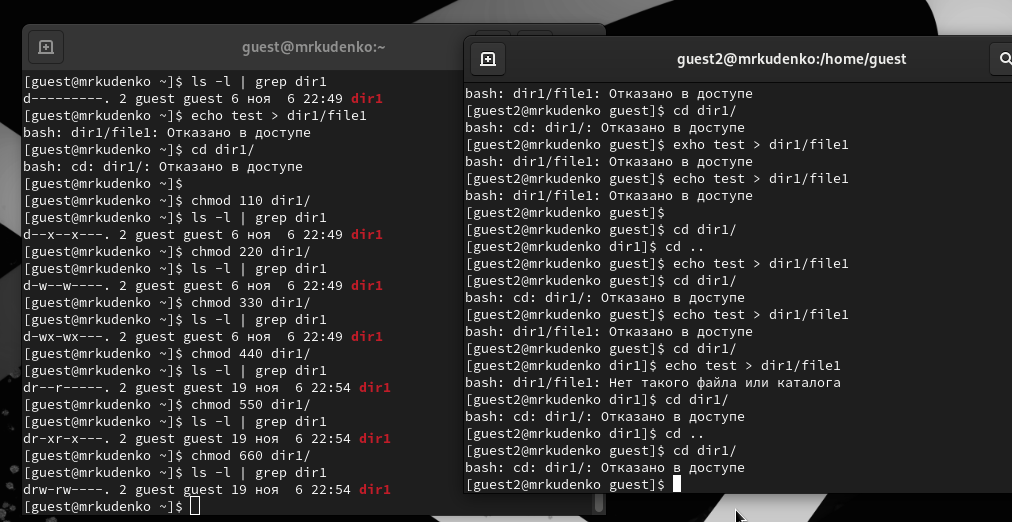 guest@mrkudenko:~
[guest@mrkudenko ~]$ ls -l | grep dir1
d---------. 2 guest guest 6 ноя  6 22:49 dir1
[guest@mrkudenko ~]$ echo test > dir1/file1
bash: dir1/file1: Отказано в доступе
[guest@mrkudenko ~]$ cd dir1/
bash: cd: dir1/: Отказано в доступе
[guest@mrkudenko ~]$
[guest@mrkudenko ~]$ chmod 110 dir1/
[guest@mrkudenko ~]$ ls -l | grep dir1
d--x--x---. 2 guest guest 6 ноя  6 22:49 dir1
[guest@mrkudenko ~]$ chmod 220 dir1/
[guest@mrkudenko ~]$ ls -l | grep dir1
d-w--w----. 2 guest guest 6 ноя  6 22:49 dir1
[guest@mrkudenko ~]$ chmod 330 dir1/
[guest@mrkudenko ~]$ ls -l | grep dir1
d-wx-wx---. 2 guest guest 6 ноя  6 22:49 dir1
[guest@mrkudenko ~]$ chmod 440 dir1/
[guest@mrkudenko ~]$ ls -l | grep dir1
dr--r-----. 2 guest guest 19 ноя  6 22:54 dir1
[guest@mrkudenko ~]$ chmod 550 dir1/
[guest@mrkudenko ~]$ ls -l | grep dir1
dr-xr-x---. 2 guest guest 19 ноя  6 22:54 dir1
[guest@mrkudenko ~]$ chmod 660 dir1/
[guest@mrkudenko ~]$ ls -l | grep dir1
drw-rw----. 2 guest guest 19 ноя  6 22:54 dir1
[guest@mrkudenko ~]$
guest2@mrkudenko:/home/guest
bash: dir1/file1: Отказано в доступе
[guest2@mrkudenko guest]$ cd dir1/
bash: cd: dir1/: Отказано в доступе
[guest2@mrkudenko guest]$ exho test > dir1/file1
bash: dir1/file1: Отказано в доступе
[guest2@mrkudenko guest]$ echo test > dir1/file1
bash: dir1/file1: Отказано в доступе
[guest2@mrkudenko guest]$
[guest2@mrkudenko guest]$ cd dir1/
[guest2@mrkudenko dir1]$ cd ..
[guest2@mrkudenko guest]$ echo test > dir1/file1
[guest2@mrkudenko guest]$ cd dir1/
bash: cd: dir1/: Отказано в доступе
[guest2@mrkudenko guest]$ echo test > dir1/file1
bash: dir1/file1: Отказано в доступе
[guest2@mrkudenko guest]$ cd dir1/
[guest2@mrkudenko dir1]$ echo test > dir1/file1
bash: dir1/file1: Нет такого файла или каталога
[guest2@mrkudenko dir1]$ cd dir1/
bash: cd: dir1/: Отказано в доступе
[guest2@mrkudenko dir1]$ cd ..
[guest2@mrkudenko guest]$ cd dir1/
bash: cd: dir1/: Отказано в доступе
[guest2@mrkudenko guest]$